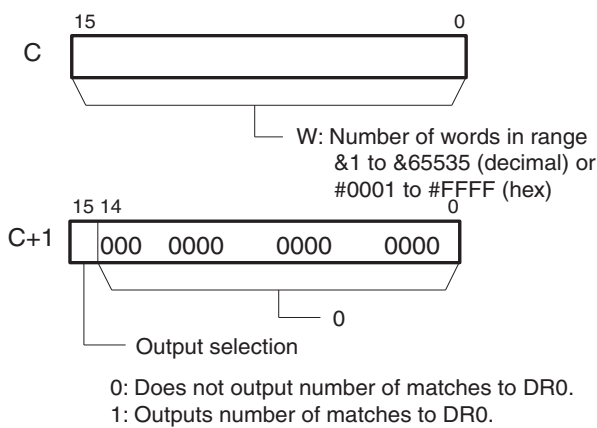 15 0
C
W: Number of words in range
&1 to &65535 (decimal) or
#0001 to #FFFF (hex)
15 14 0
C+1
000 0000 0000 0000
0
Output selection
0: Does not output number of matches to DR0.
1: Outputs number of matches to DR0.